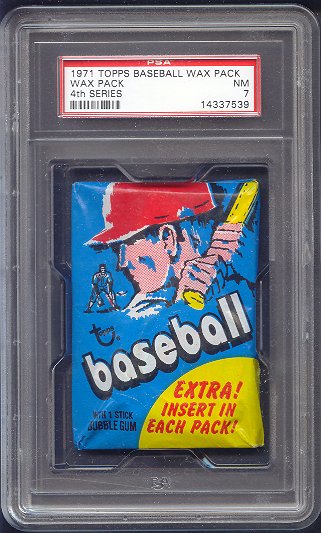 PSA
1971 TOPPS BASEBALL WAX PACK
WAX PACK NM
4th SERIES 7
14337539
Topps
baseball
EXTRA!
INSERT IN
EACH PACK!
WITH 1 STICK
BUBBLE GUM